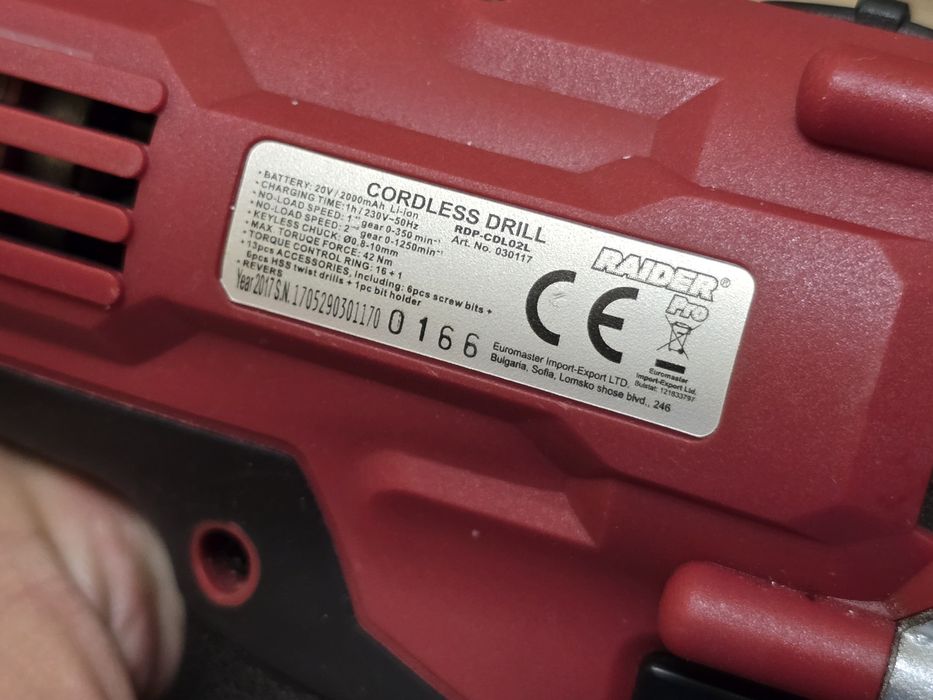 CORDLESS DRILL
RDP-CDL02L
Art. No. 030117
• BATTERY: 20V / 2000mAh Li-Ion
• CHARGING TIME:1h / 230V~50Hz
• NO-LOAD SPEED: 1ˢᵗ gear 0-350 min⁻¹
• NO-LOAD SPEED: 2ⁿᵈ gear 0-1250min⁻¹
• KEYLESS CHUCK: Ø0.8-10mm
• MAX. TORUQE FORCE: 42 Nm
• TORQUE CONTROL RING: 16 + 1
• 13pcs ACCESSORIES, including: 6pcs screw bits +
6pcs HSS twist drills + 1pc bit holder
• REVERS
Year 2017 S.N. 1705290301170 0166
CE
RAIDER®
Pro
Euromaster
Import-Export Ltd.
Bulstat: 121633797
Euromaster Import-Export LTD.
Bulgaria, Sofia, Lomsko shose blvd., 246